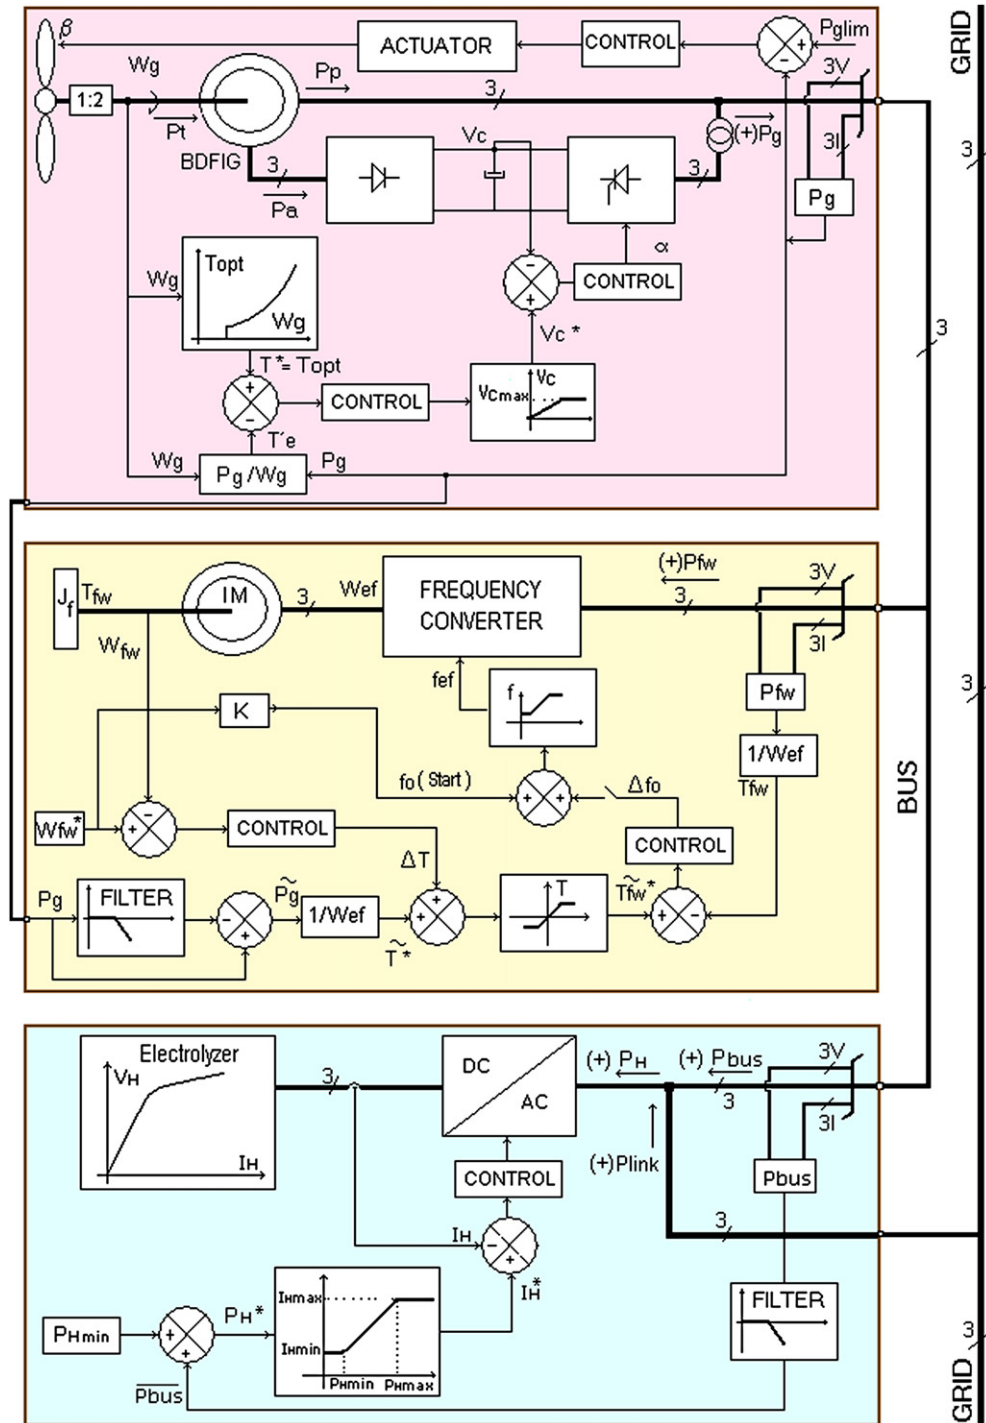 GRID
β
ACTUATOR
CONTROL
Pglim
+
-
Wg
Pp
3
3V
1:2
Pt
(+)Pg
3I
3
BDFIG
3
Vc
3
Pg
Pa
α
Topt
Wg
Wg
-
+
CONTROL
Vc *
3
T*= Topt
+
-
CONTROL
Vc
Vcmax
T´e
Wg
Pg/Wg
Pg
Jf
Tfw
IM
3
Wef
FREQUENCY
CONVERTER
(+)Pfw
3
3V
3I
Wfw
fef
f
Pfw
3
K
1/Wef
BUS
fo( Start )
+
+
Δfo
Tfw
Wfw*
-
+
CONTROL
CONTROL
ΔT
Pg
FILTER
-
+
P̃g
1/Wef
+
+
T̃*
T
T̃fw*
+
-
Electrolyzer
VH
IH
3
DC
AC
(+) PH
(+) Pbus
3
3V
3I
(+)Plink
Pbus
CONTROL
3
IH
-
+
IH*
FILTER
PHmin
+
+
PH*
IHmax
IHmin
PHmin
PHmax
3
P̅b̅u̅s̅
GRID